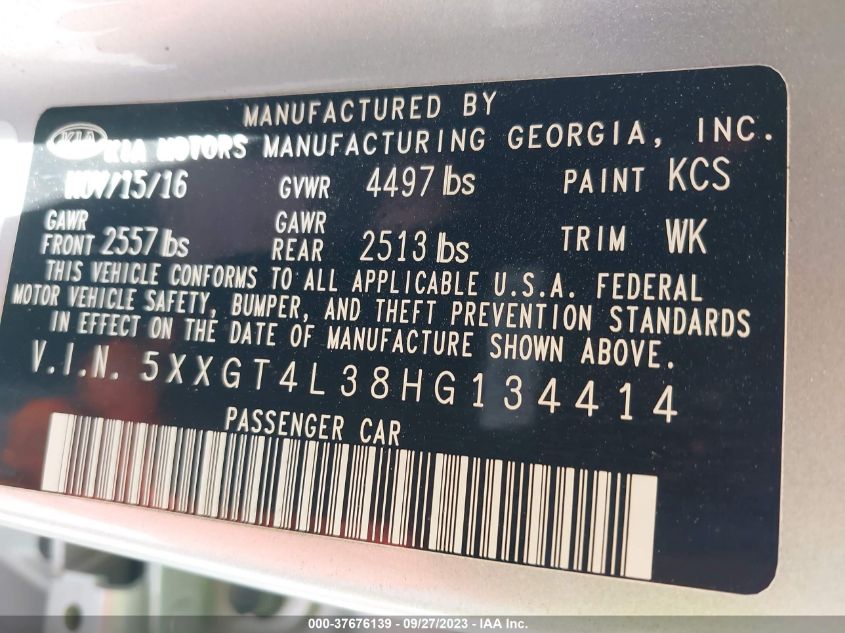 MANUFACTURED BY
KIA KIA MOTORS MANUFACTURING GEORGIA, INC.
NOV/15/16 GVWR 4497 lbs PAINT KCS
GAWR FRONT 2557 lbs GAWR REAR 2513 lbs TRIM WK
THIS VEHICLE CONFORMS TO ALL APPLICABLE U.S.A. FEDERAL
MOTOR VEHICLE SAFETY, BUMPER, AND THEFT PREVENTION STANDARDS
IN EFFECT ON THE DATE OF MANUFACTURE SHOWN ABOVE.
V.I.N. 5XXGT4L38HG134414
PASSENGER CAR
000-37676139 - 09/27/2023 - IAA Inc.